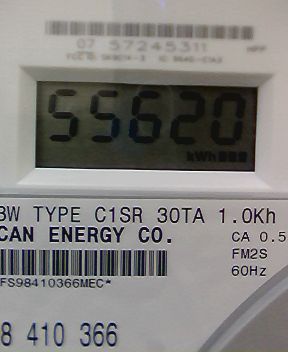 07 57245311
55620
kWh
3W TYPE C1SR 30TA 1.0Kh
CAN ENERGY CO.
CA 0.5
FM2S
60Hz
FS98410366MEC*
8 410 366